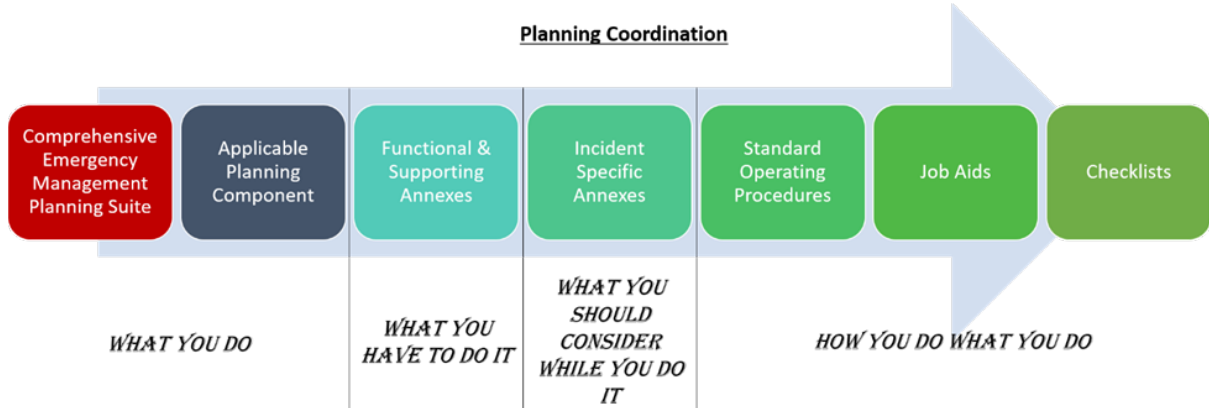 Planning Coordination
Comprehensive
Emergency
Management
Planning Suite
Applicable
Planning
Component
Functional &
Supporting
Annexes
Incident
Specific
Annexes
Standard
Operating
Procedures
Job Aids
Checklists
WHAT YOU DO
WHAT YOU
HAVE TO DO IT
WHAT YOU
SHOULD
CONSIDER
WHILE YOU DO
IT
HOW YOU DO WHAT YOU DO